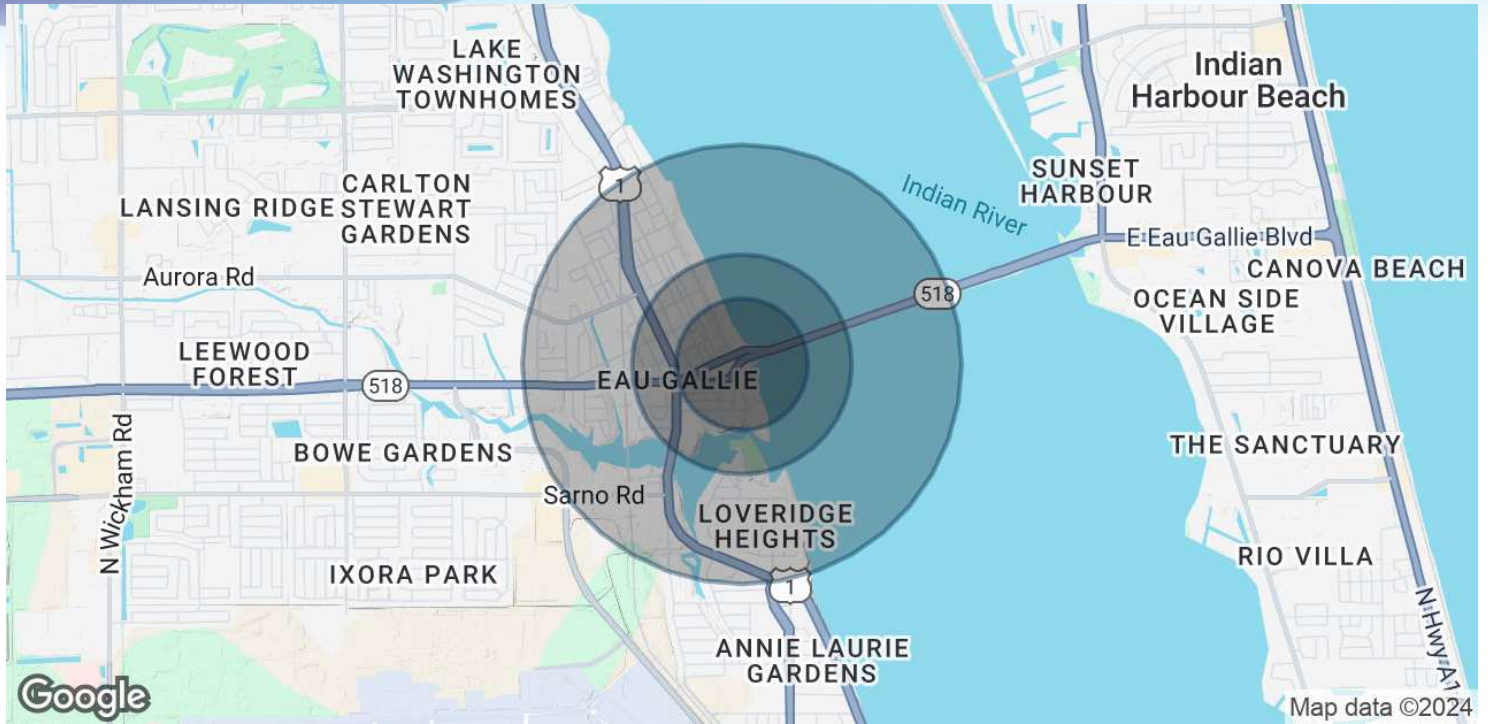 LAKE
WASHINGTON
TOWNHOMES
Indian
Harbour Beach
1
CARLTON
STEWART
GARDENS
LANSING RIDGE
Indian River
SUNSET
HARBOUR
E Eau Gallie Blvd
CANOVA BEACH
Aurora Rd
518
OCEAN SIDE
VILLAGE
LEEWOOD
FOREST
518
EAU GALLIE
N Wickham Rd
BOWE GARDENS
THE SANCTUARY
Sarno Rd
LOVERIDGE
HEIGHTS
IXORA PARK
1
RIO VILLA
N Hwy A1
ANNIE LAURIE
GARDENS
Google
Map data ©2024